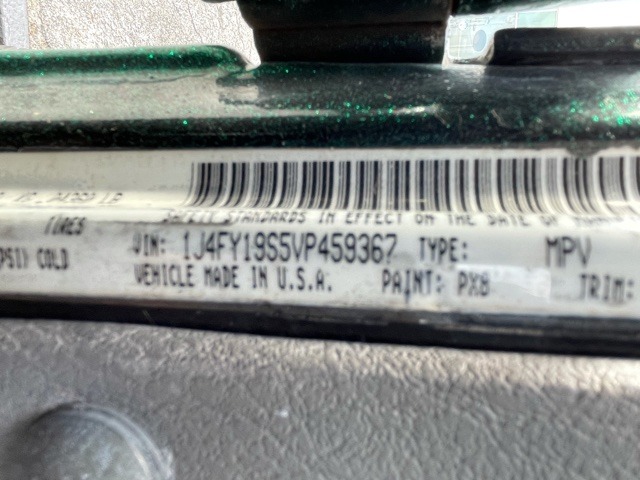 TIRES SAFETY STANDARDS IN EFFECT ON THE DATE OF
PSI) COLD VIN: 1J4FY19S5VP459367 TYPE: MPV
VEHICLE MADE IN U.S.A. PAINT: PX8 TRIM: